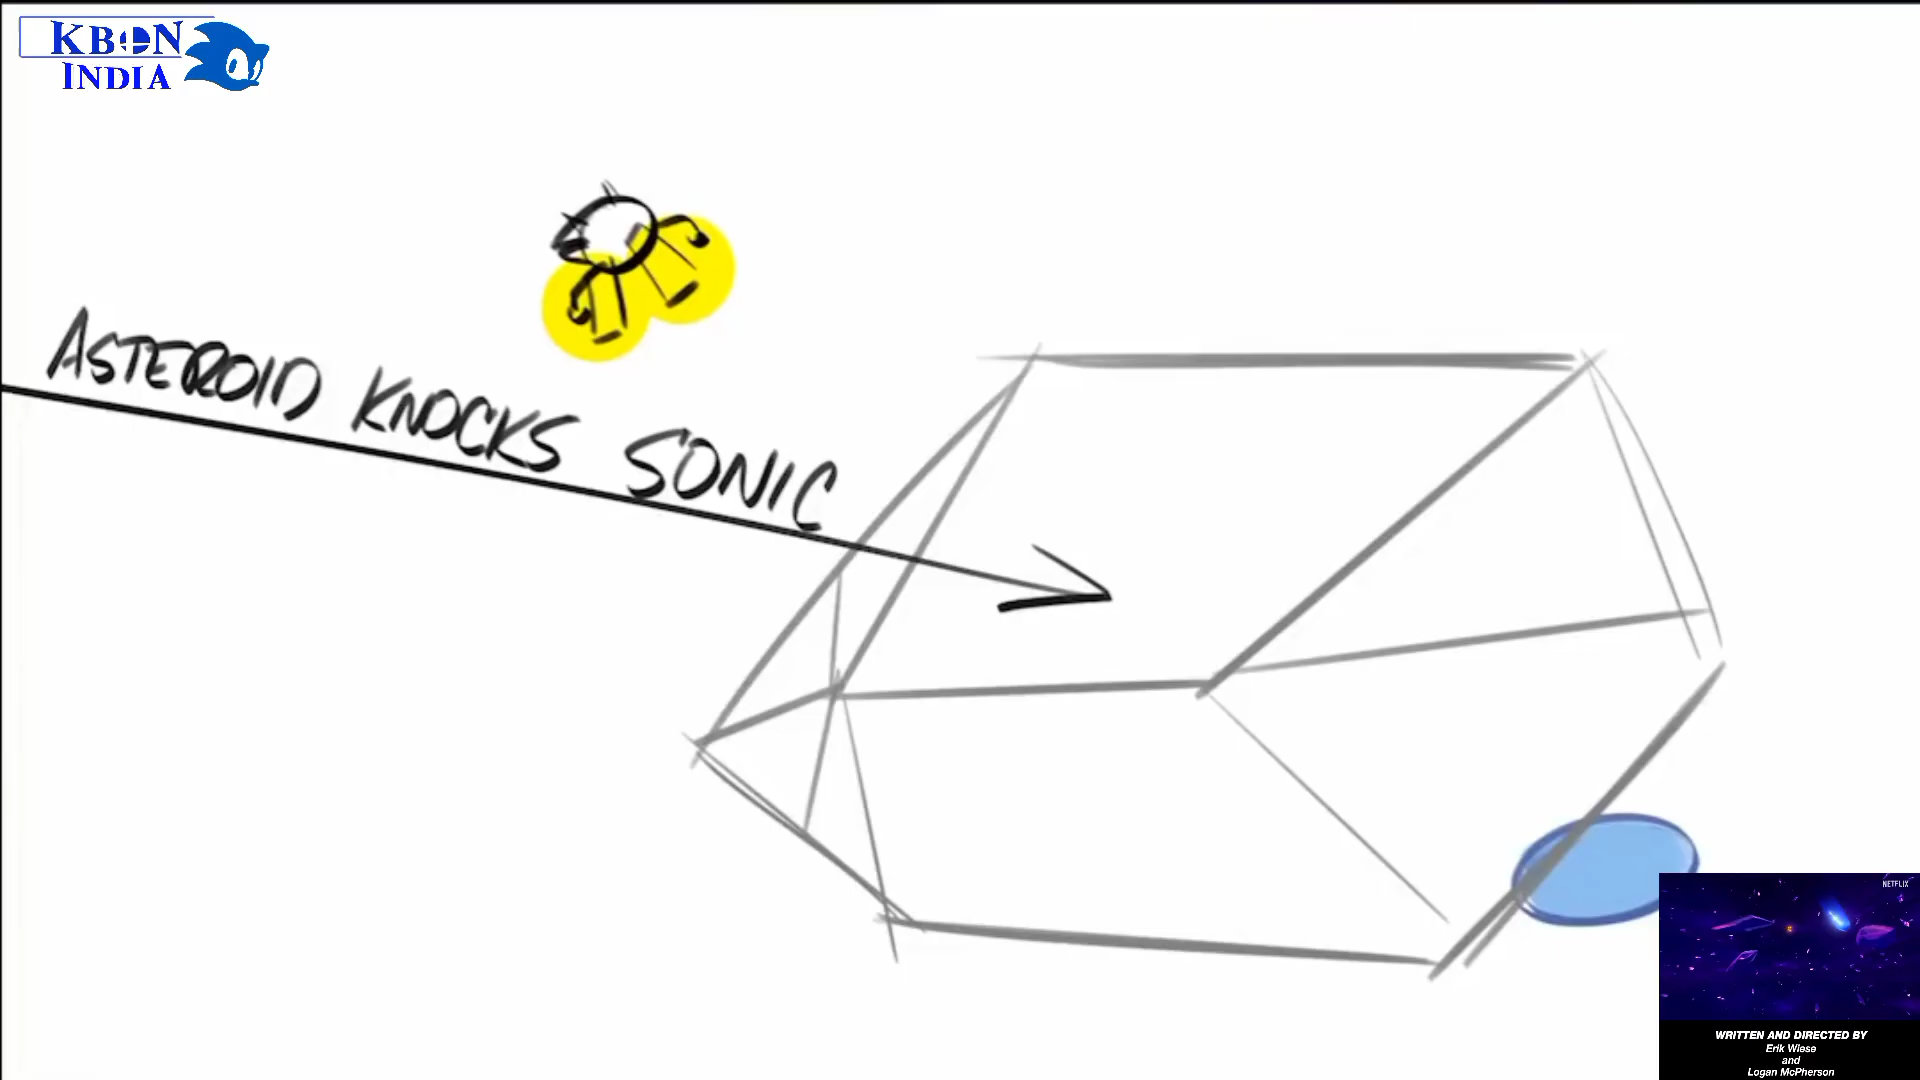 KBON
INDIA
ASTEROID KNOCKS SONIC
NETFLIX
WRITTEN AND DIRECTED BY
Erik Wiese
and
Logan McPherson